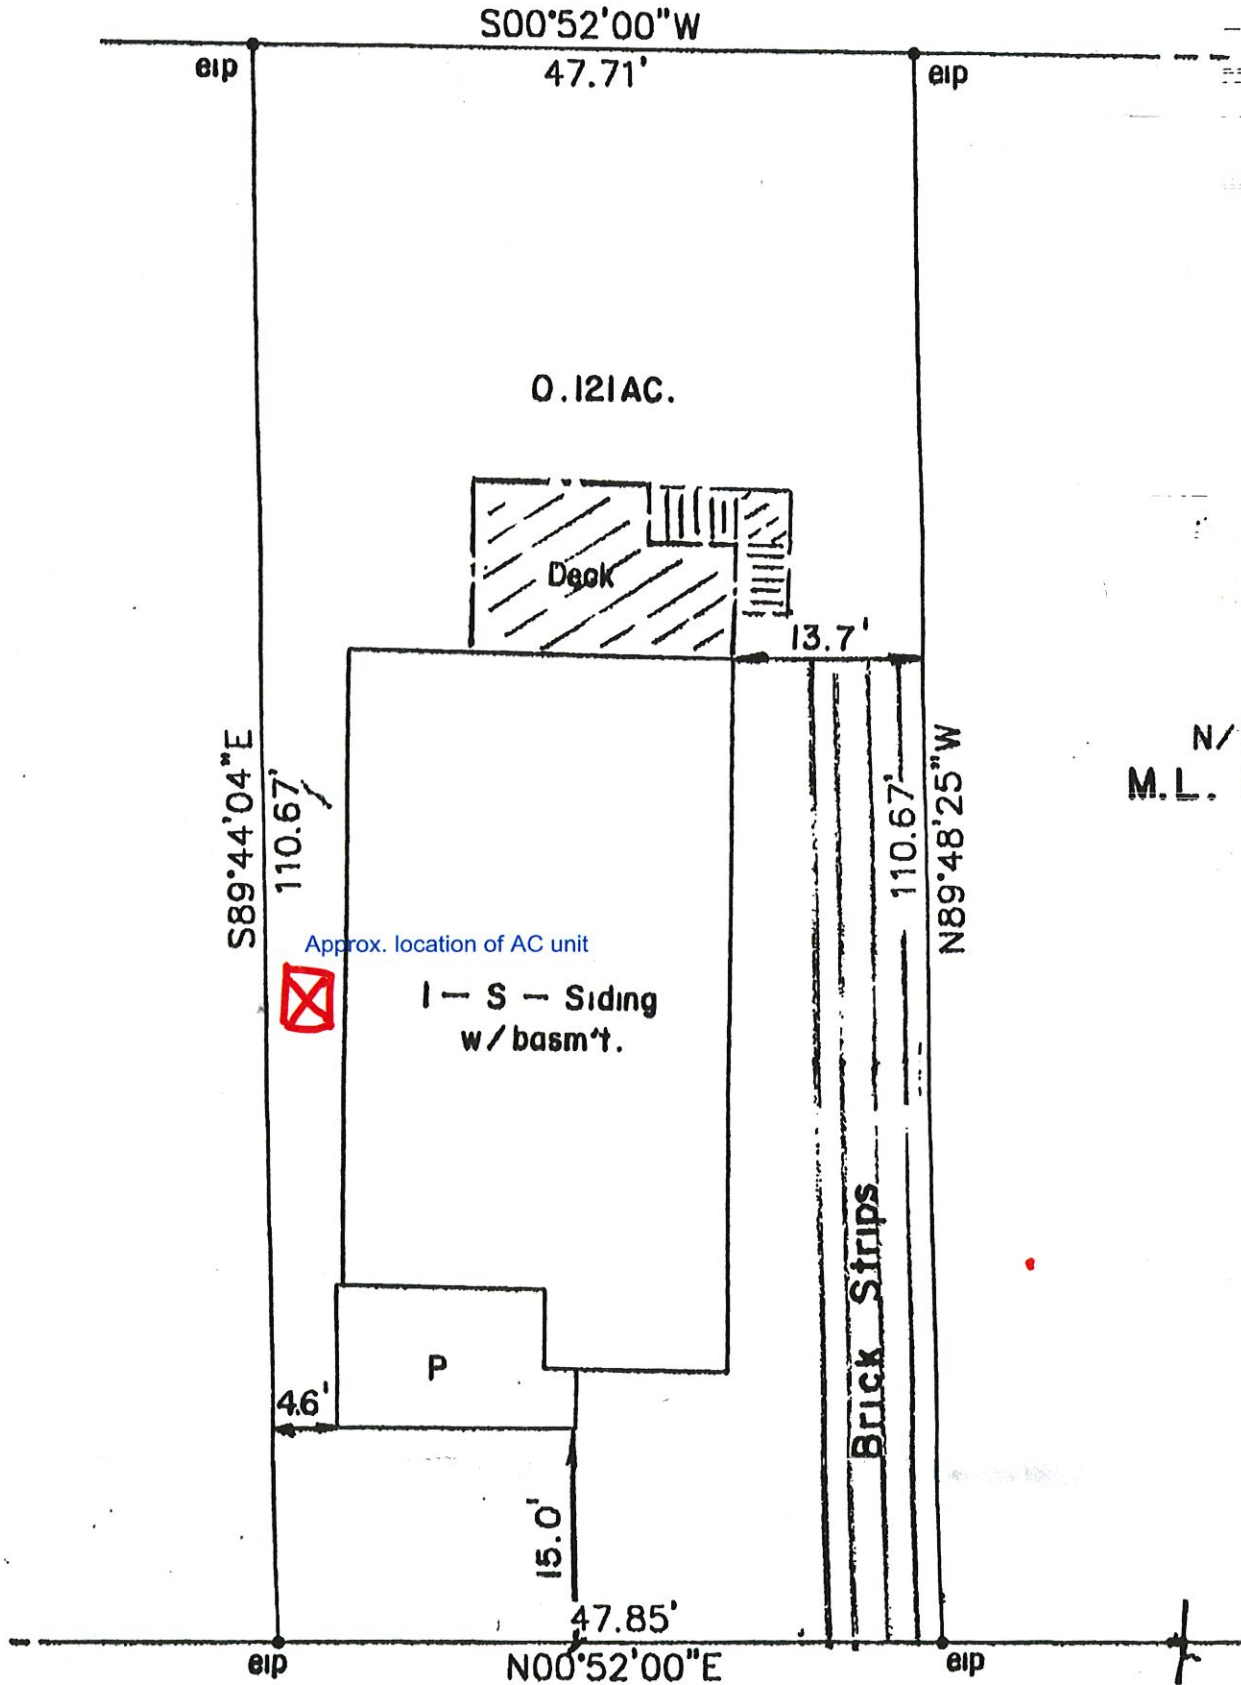 S00°52'00"W
eip
47.71'
eip
0.121AC.
Deck
13.7'
S89°44'04"E
110.67'
110.67'
N89°48'25"W
N/
M.L.
Approx. location of AC unit
1 - S - Siding
w/basm't.
Brick Strips
P
4.6'
15.0'
47.85'
eip
N00°52'00"E
eip